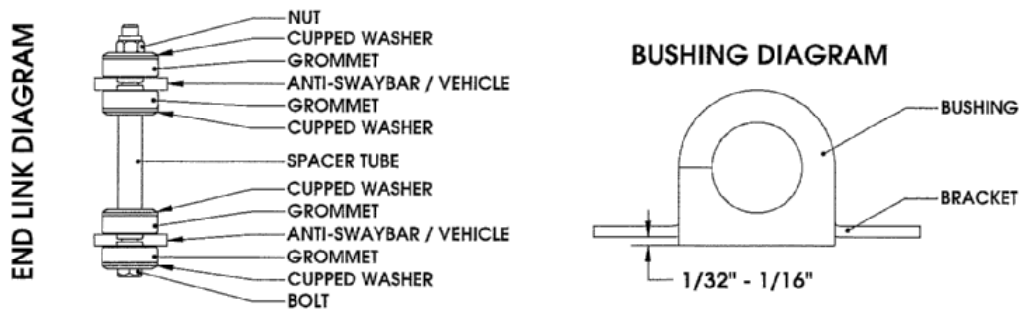 END LINK DIAGRAM
NUT
CUPPED WASHER
GROMMET
ANTI-SWAYBAR / VEHICLE
GROMMET
CUPPED WASHER
SPACER TUBE
CUPPED WASHER
GROMMET
ANTI-SWAYBAR / VEHICLE
GROMMET
CUPPED WASHER
BOLT
BUSHING DIAGRAM
BUSHING
BRACKET
1/32" - 1/16"